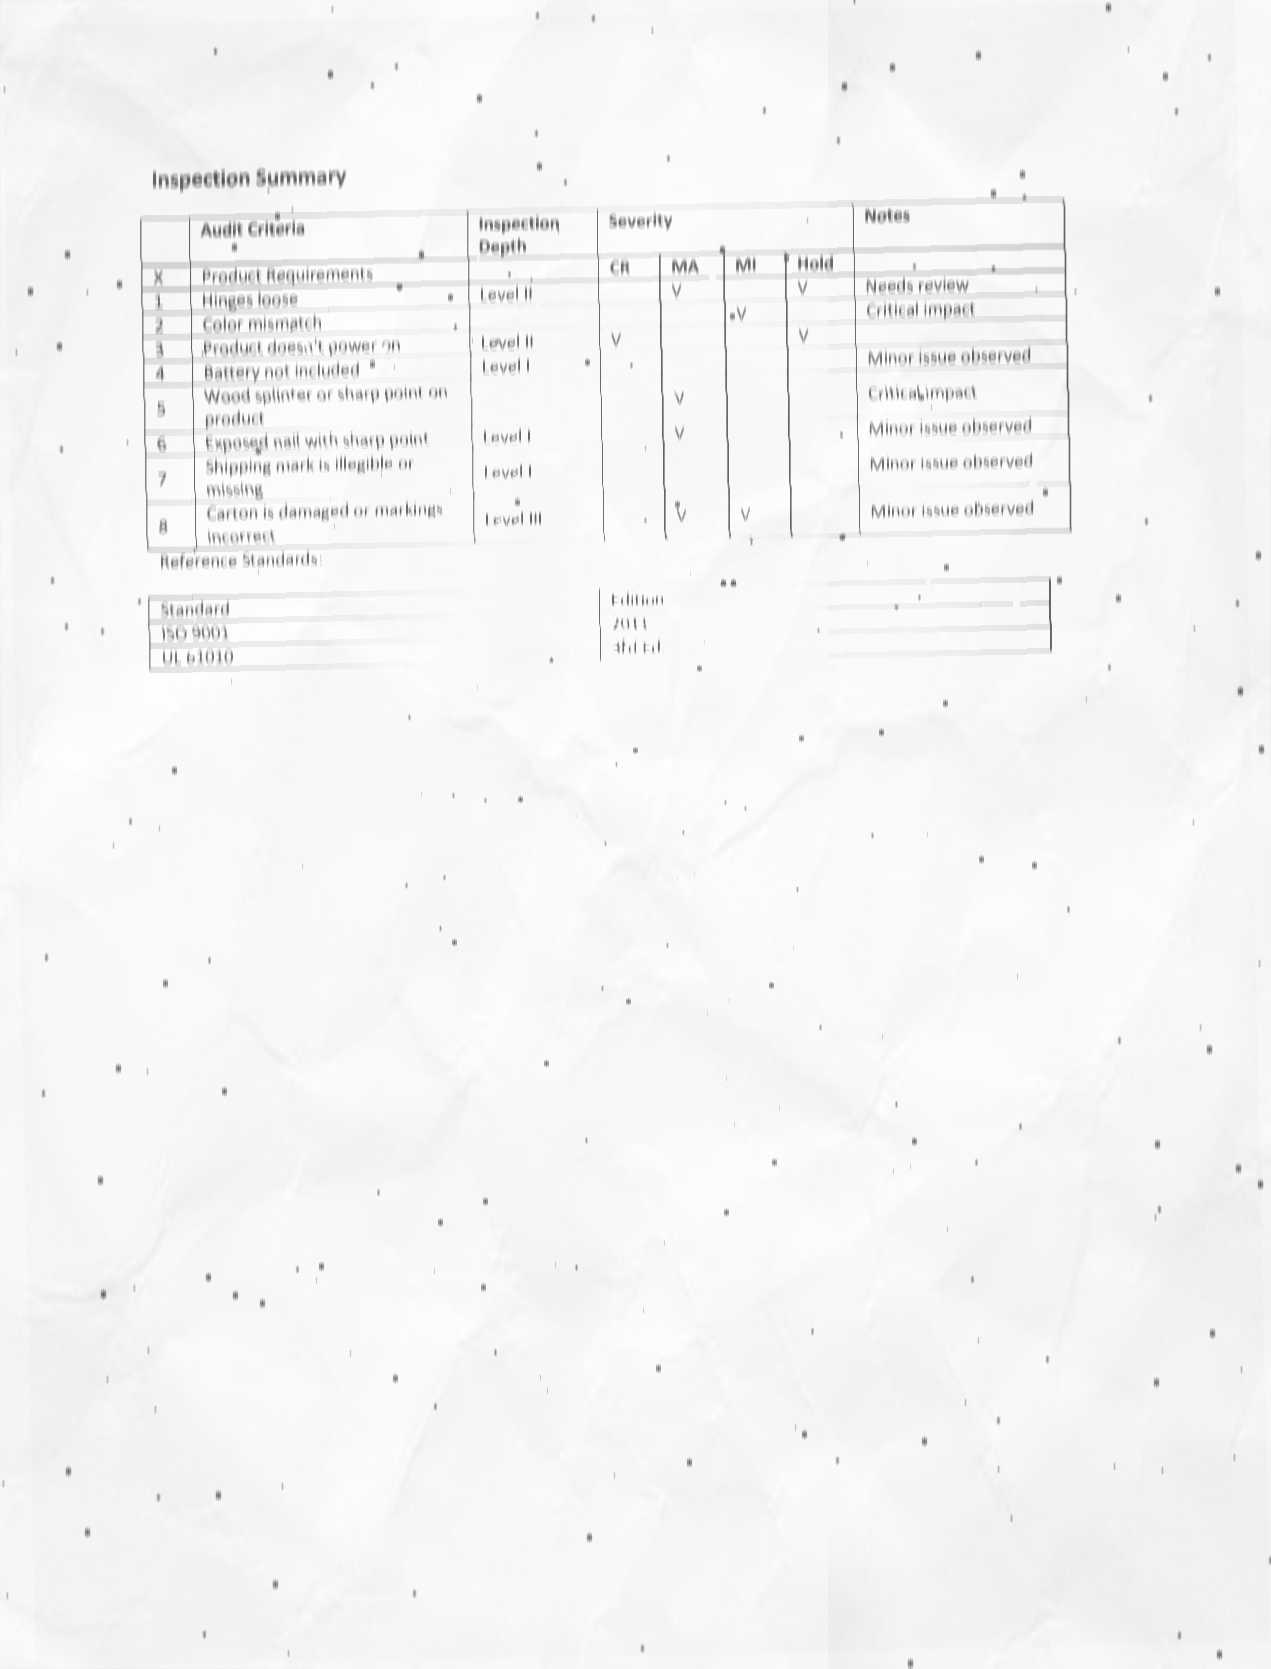 Inspection Summary
Audit Criteria Inspection Depth Severity Notes
X Product Requirements CR MA MI Hold
1 Hinges loose Level II V V Needs review
2 Color mismatch V Critical impact
3 Product doesn't power on Level II V V
4 Battery not included Level I Minor issue observed
5 Wood splinter or sharp point on product V Critical impact
6 Exposed nail with sharp point Level I V Minor issue observed
7 Shipping mark is illegible or missing Level I Minor issue observed
8 Carton is damaged or markings incorrect Level III V V Minor issue observed
Reference Standards:
Standard Edition
ISO 9001 2011
UL 61010 3rd Ed